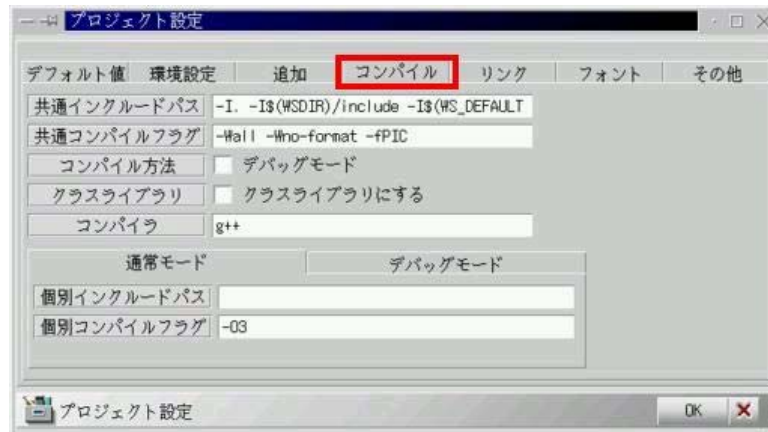 プロジェクト設定
デフォルト値 環境設定 追加 コンパイル リンク フォント その他
共通インクルードパス -I. -I$(WSDIR)/include -I$(WS_DEFAULT
共通コンパイルフラグ -Wall -Wno-format -fPIC
コンパイル方法 デバッグモード
クラスライブラリ クラスライブラリにする
コンパイラ g++
通常モード デバッグモード
個別インクルードパス
個別コンパイルフラグ -O3
プロジェクト設定 OK